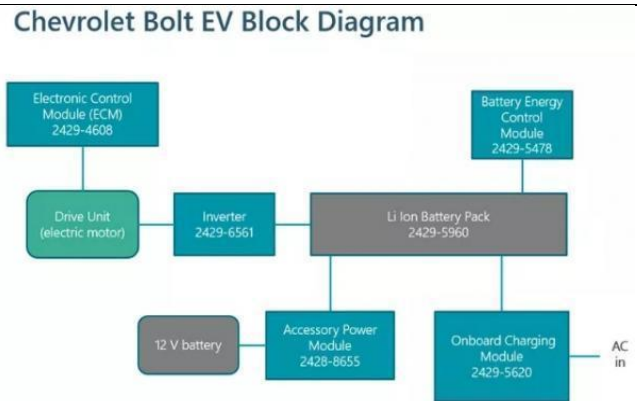 Chevrolet Bolt EV Block Diagram
Electronic Control
Module (ECM)
2429-4608
Battery Energy
Control
Module
2429-5478
Drive Unit
(electric motor)
Inverter
2429-6561
Li Ion Battery Pack
2429-5960
12 V battery
Accessory Power
Module
2428-8655
Onboard Charging
Module
2429-5620
AC
in